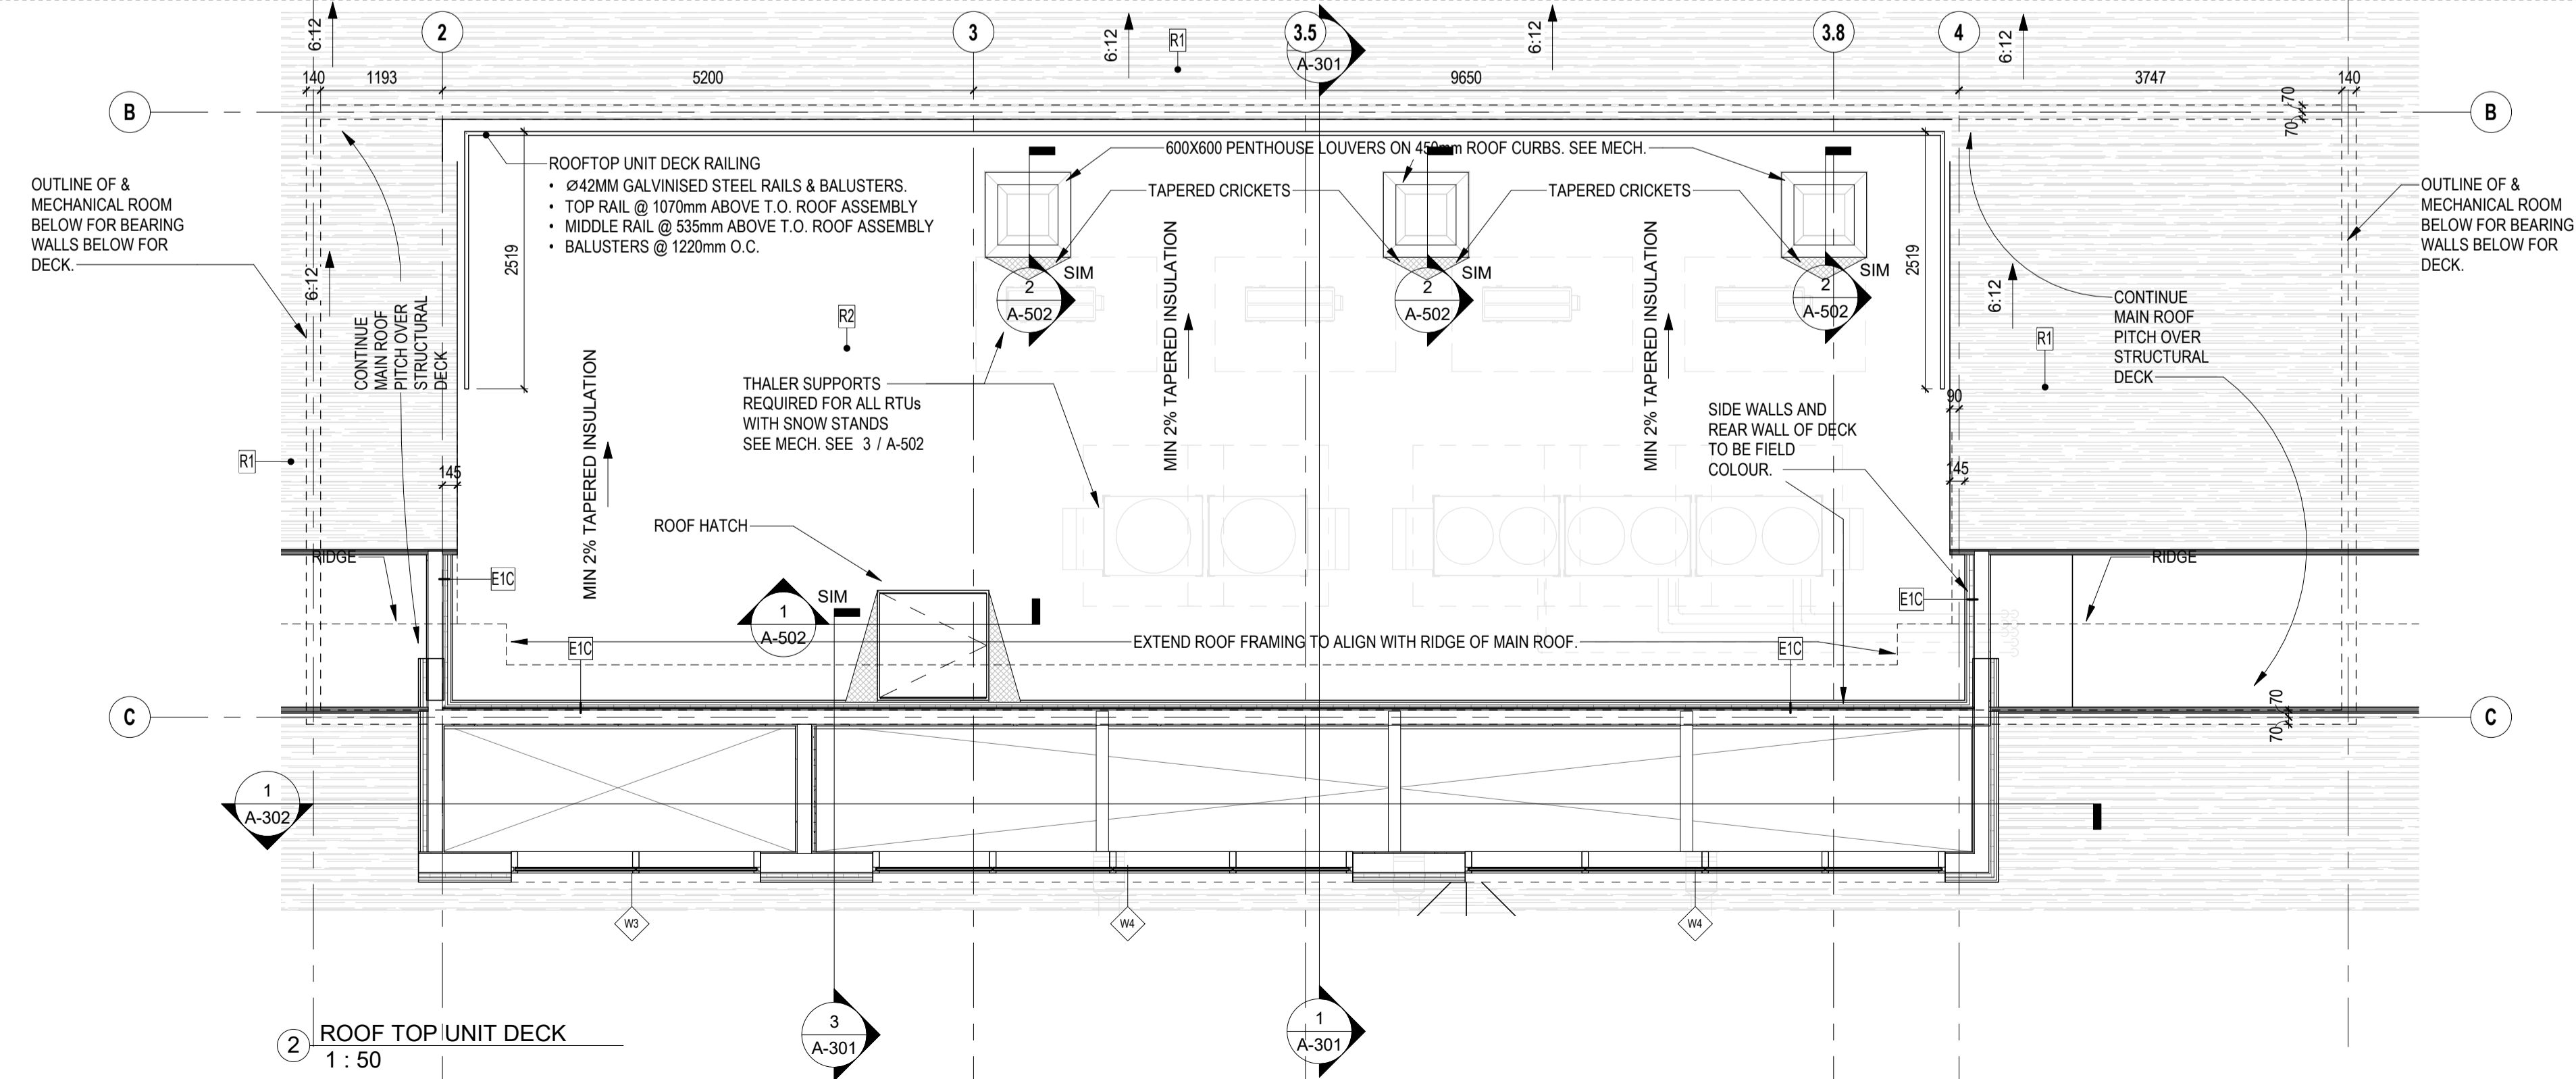 6:12
2
3
6:12
R1
3.5
A-301
6:12
3.8
4
6:12
140
1193
5200
9650
3747
140
B
70
70
B
OUTLINE OF &
MECHANICAL ROOM
BELOW FOR BEARING
WALLS BELOW FOR
DECK.
ROOFTOP UNIT DECK RAILING
• Ø42MM GALVINISED STEEL RAILS & BALUSTERS.
• TOP RAIL @ 1070mm ABOVE T.O. ROOF ASSEMBLY
• MIDDLE RAIL @ 535mm ABOVE T.O. ROOF ASSEMBLY
• BALUSTERS @ 1220mm O.C.
2519
600X600 PENTHOUSE LOUVERS ON 450mm ROOF CURBS. SEE MECH.
TAPERED CRICKETS
TAPERED CRICKETS
2519
OUTLINE OF &
MECHANICAL ROOM
BELOW FOR BEARING
WALLS BELOW FOR
DECK.
6:12
CONTINUE
MAIN ROOF
PITCH OVER
STRUCTURAL
DECK
2
A-502
SIM
2
A-502
SIM
2
A-502
SIM
6:12
CONTINUE
MAIN ROOF
PITCH OVER
STRUCTURAL
DECK
R2
R1
MIN 2% TAPERED INSULATION
MIN 2% TAPERED INSULATION
MIN 2% TAPERED INSULATION
THALER SUPPORTS
REQUIRED FOR ALL RTUs
WITH SNOW STANDS
SEE MECH. SEE 3 / A-502
SIDE WALLS AND
REAR WALL OF DECK
TO BE FIELD
COLOUR.
90
R1
145
145
ROOF HATCH
RIDGE
RIDGE
E1C
E1C
1
A-502
SIM
E1C
EXTEND ROOF FRAMING TO ALIGN WITH RIDGE OF MAIN ROOF.
E1C
C
70
70
C
1
A-302
W3
W4
W4
3
A-301
1
A-301
2
ROOF TOP UNIT DECK
1 : 50